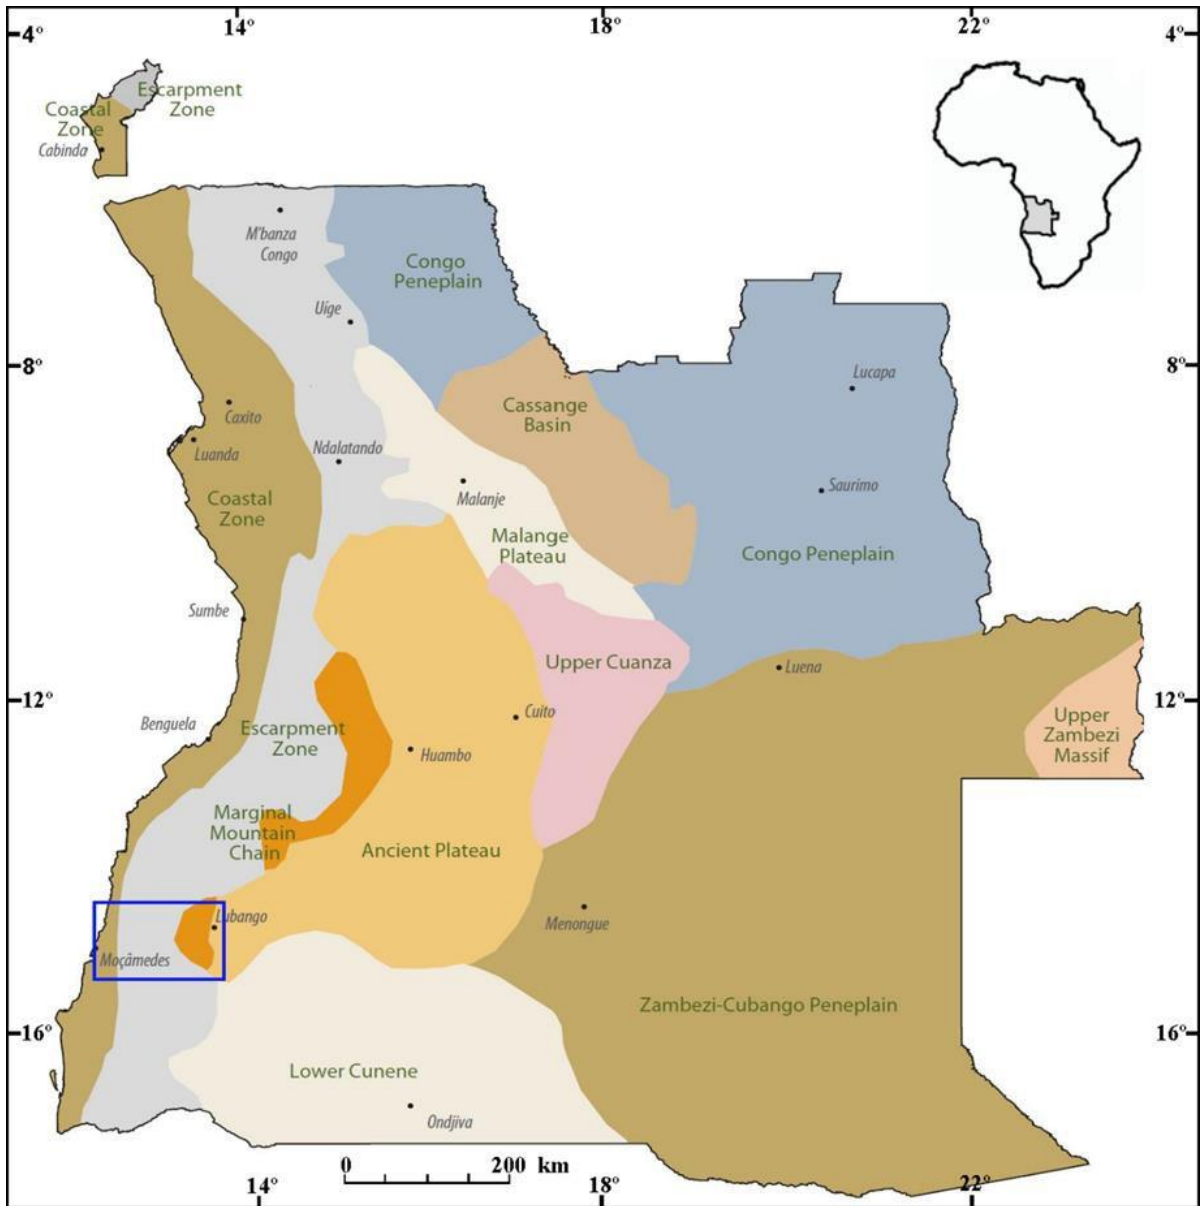 14°
18°
22°
4°
4°
Escarpment
Zone
Coastal
Zone
Cabinda
M'banza
Congo
Congo
Peneplain
Uíge
8°
8°
Lucapa
Cassange
Basin
Caxito
Luanda
Ndalatando
Coastal
Zone
Malanje
Saurimo
Malange
Plateau
Congo Peneplain
Sumbe
Upper Cuanza
Luena
12°
12°
Benguela
Escarpment
Zone
Cuito
Huambo
Upper
Zambezi
Massif
Marginal
Mountain
Chain
Ancient Plateau
Lubango
Menongue
Moçâmedes
Zambezi-Cubango Peneplain
16°
16°
Lower Cunene
Ondjiva
0 200 km
14°
18°
22°